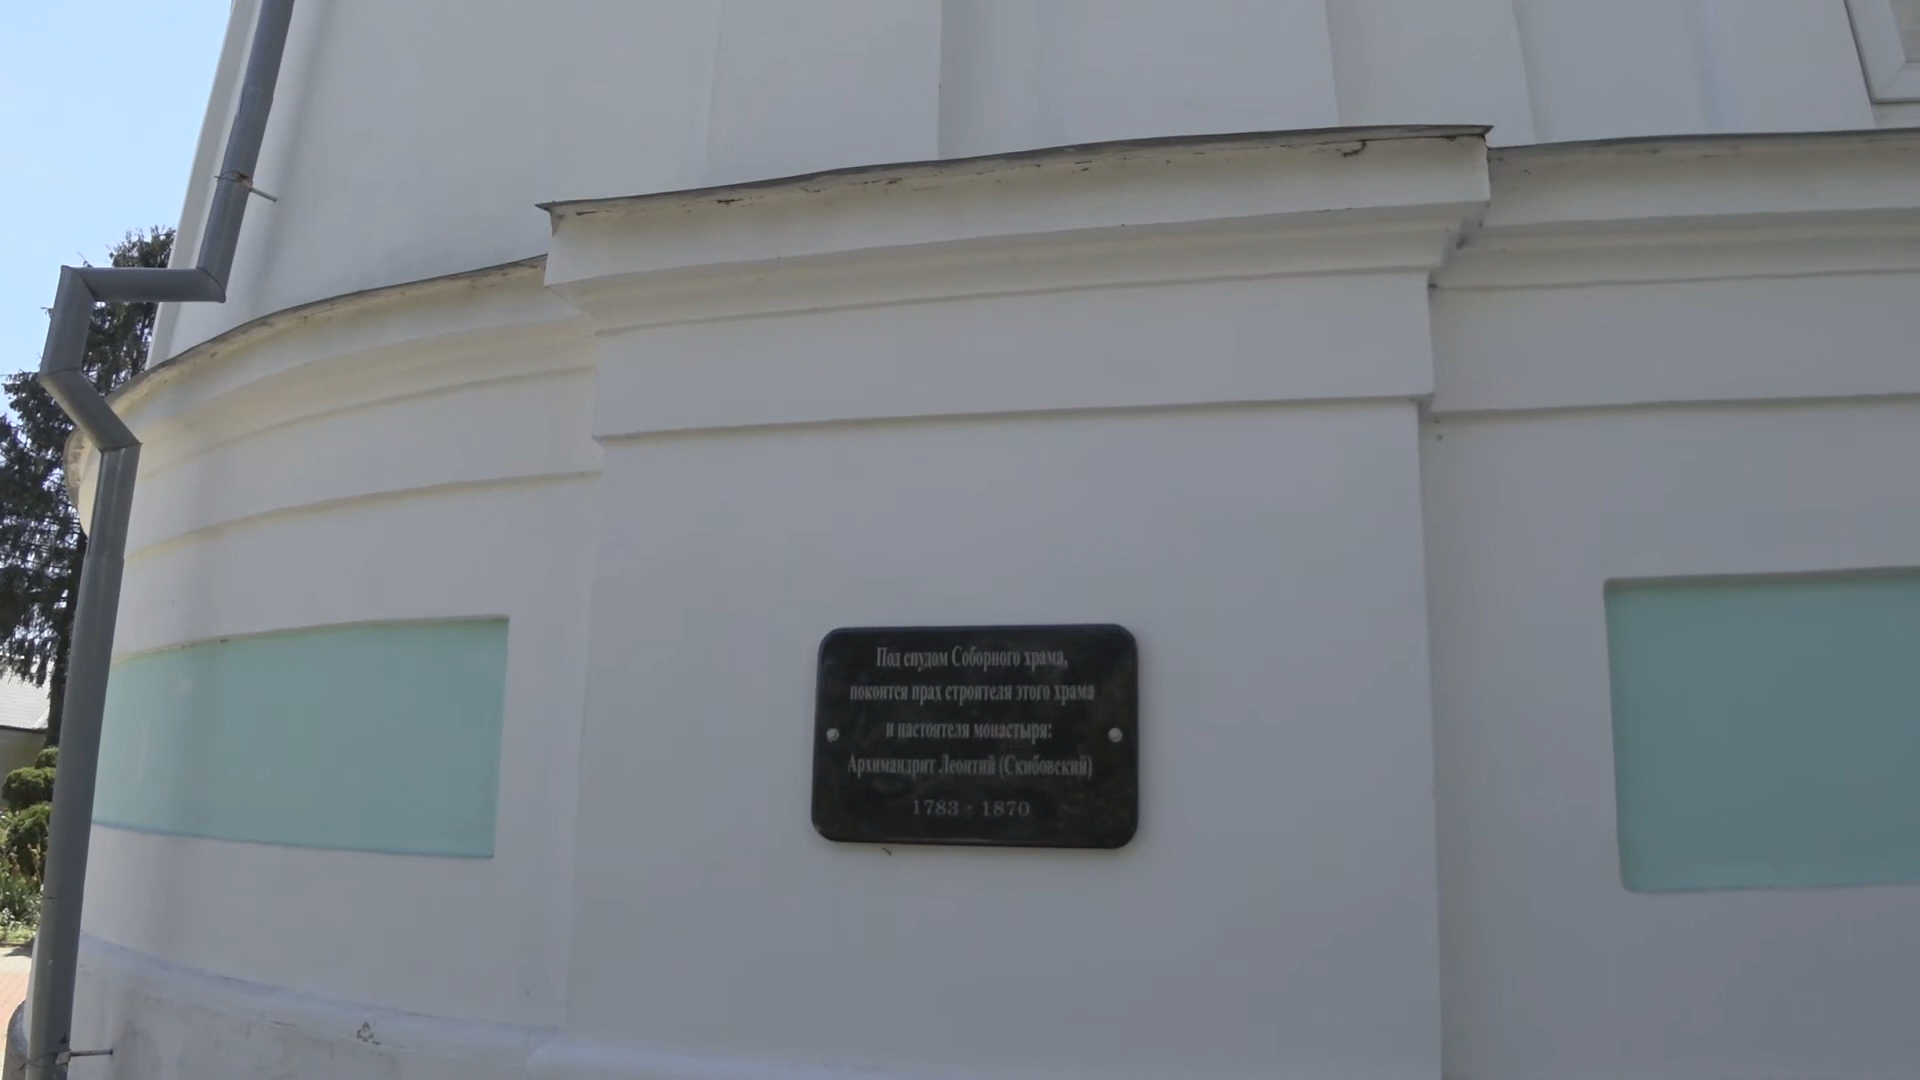 Под спудом Соборного храма,
покоится прах строителя этого храма
и настоятеля монастыря:
Архимандрит Леонтий (Скибовский)
1783 - 1870